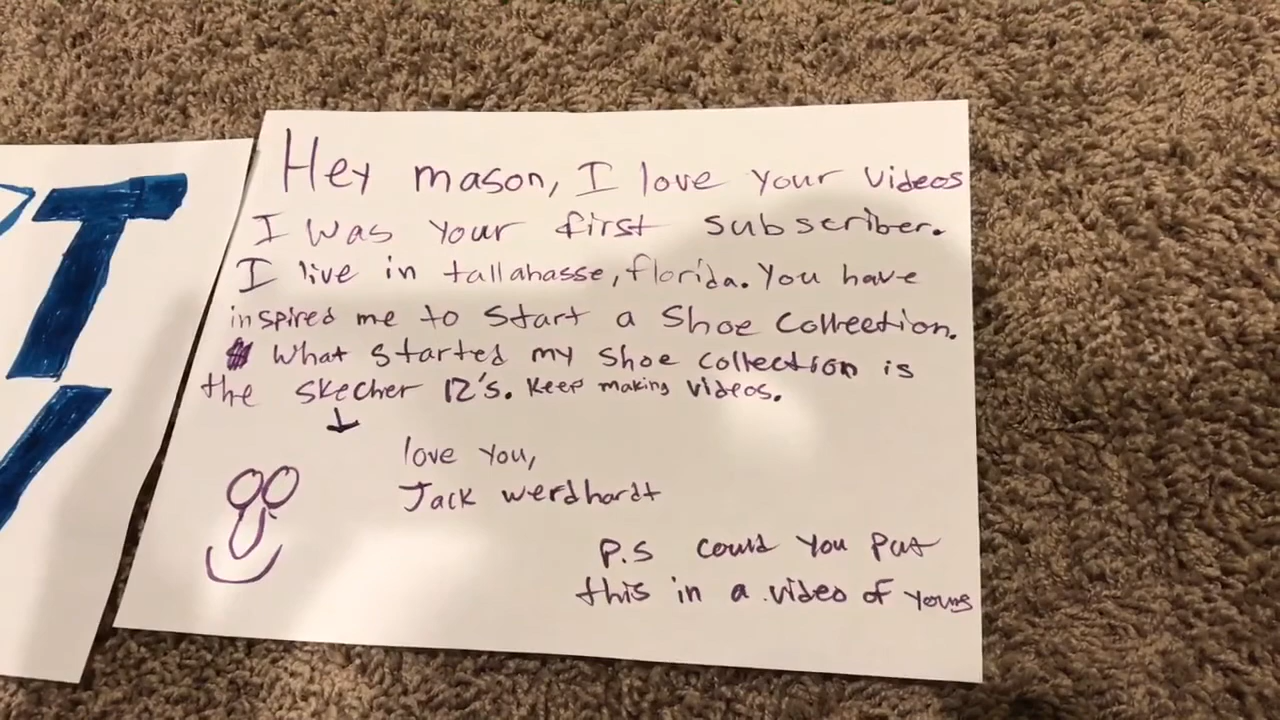 T
Hey mason, I love your videos
I was your first subscriber.
I live in tallahasse, florida. You have
inspired me to start a shoe collection.
What started my shoe collection is
the skecher 12's. Keep making videos.
love you,
Jack werdhardt
P.S could you put
this in a video of yours